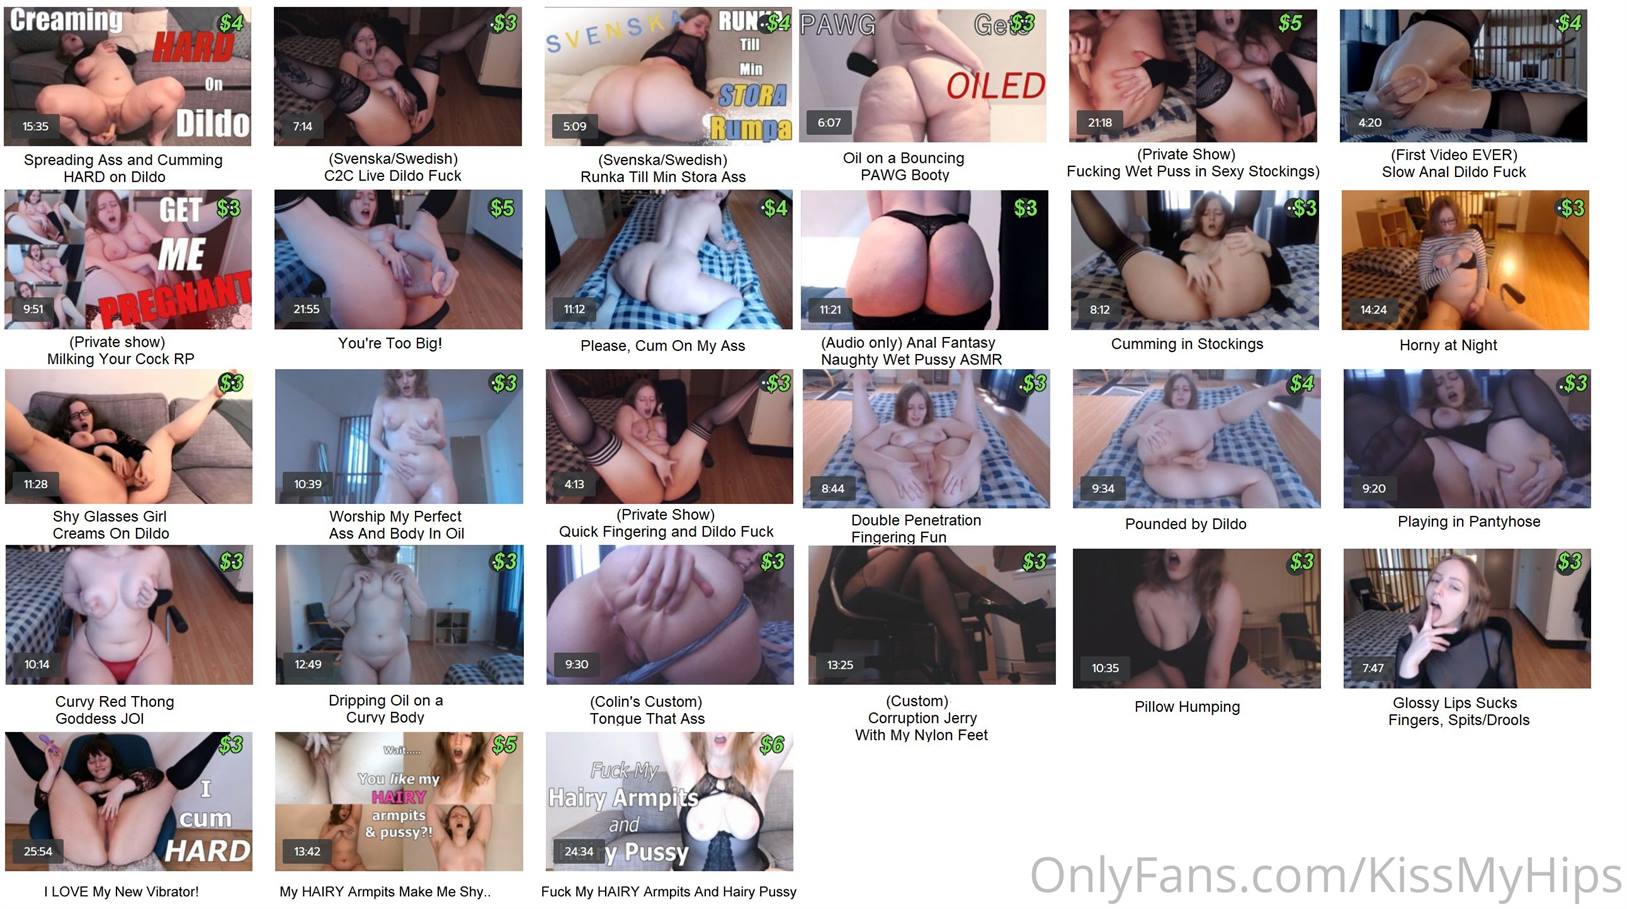 Creaming
HARD
On
Dildo
$4
15:35
Spreading Ass and Cumming
HARD on Dildo
$3
7:14
(Svenska/Swedish)
C2C Live Dildo Fuck
SVENSKA
RUNKA
Till
Min
STORA
Rumpa
$4
5:09
(Svenska/Swedish)
Runka Till Min Stora Ass
PAWG
Gets
OILED
$3
6:07
Oil on a Bouncing
PAWG Booty
$5
21:18
(Private Show)
Fucking Wet Puss in Sexy Stockings)
$4
4:20
(First Video EVER)
Slow Anal Dildo Fuck
GET
ME
PREGNANT
$3
9:51
(Private show)
Milking Your Cock RP
$5
21:55
You're Too Big!
$4
11:12
Please, Cum On My Ass
$3
11:21
(Audio only) Anal Fantasy
Naughty Wet Pussy ASMR
$3
8:12
Cumming in Stockings
$3
14:24
Horny at Night
$3
11:28
Shy Glasses Girl
Creams On Dildo
$3
10:39
Worship My Perfect
Ass And Body In Oil
$3
4:13
(Private Show)
Quick Fingering and Dildo Fuck
$3
8:44
Double Penetration
Fingering Fun
$4
9:34
Pounded by Dildo
$3
9:20
Playing in Pantyhose
$3
10:14
Curvy Red Thong
Goddess JOI
$3
12:49
Dripping Oil on a
Curvy Body
$3
9:30
(Colin's Custom)
Tongue That Ass
$3
13:25
(Custom)
Corruption Jerry
With My Nylon Feet
$3
10:35
Pillow Humping
$3
7:47
Glossy Lips Sucks
Fingers, Spits/Drools
$3
I
cum
HARD
25:54
I LOVE My New Vibrator!
$5
Wait.....
You like my
HAIRY
armpits
& pussy?!
13:42
My HAIRY Armpits Make Me Shy..
$6
Fuck My
Hairy Armpits
and
ry Pussy
24:34
Fuck My HAIRY Armpits And Hairy Pussy
OnlyFans.com/KissMyHips